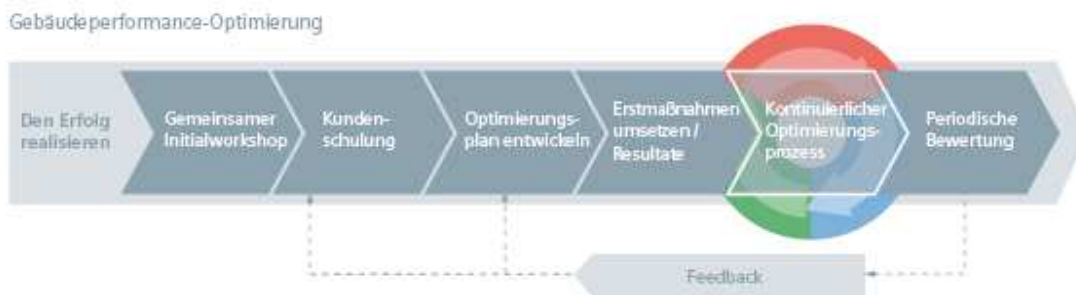 Gebäudeperformance-Optimierung
Den Erfolg
realisieren
Gemeinsamer
Initialworkshop
Kunden-
schulung
Optimierungs-
plan entwickeln
Erstmaßnahmen
umsetzen /
Resultate
Kontinuierlicher
Optimierungs-
prozess
Periodische
Bewertung
Feedback